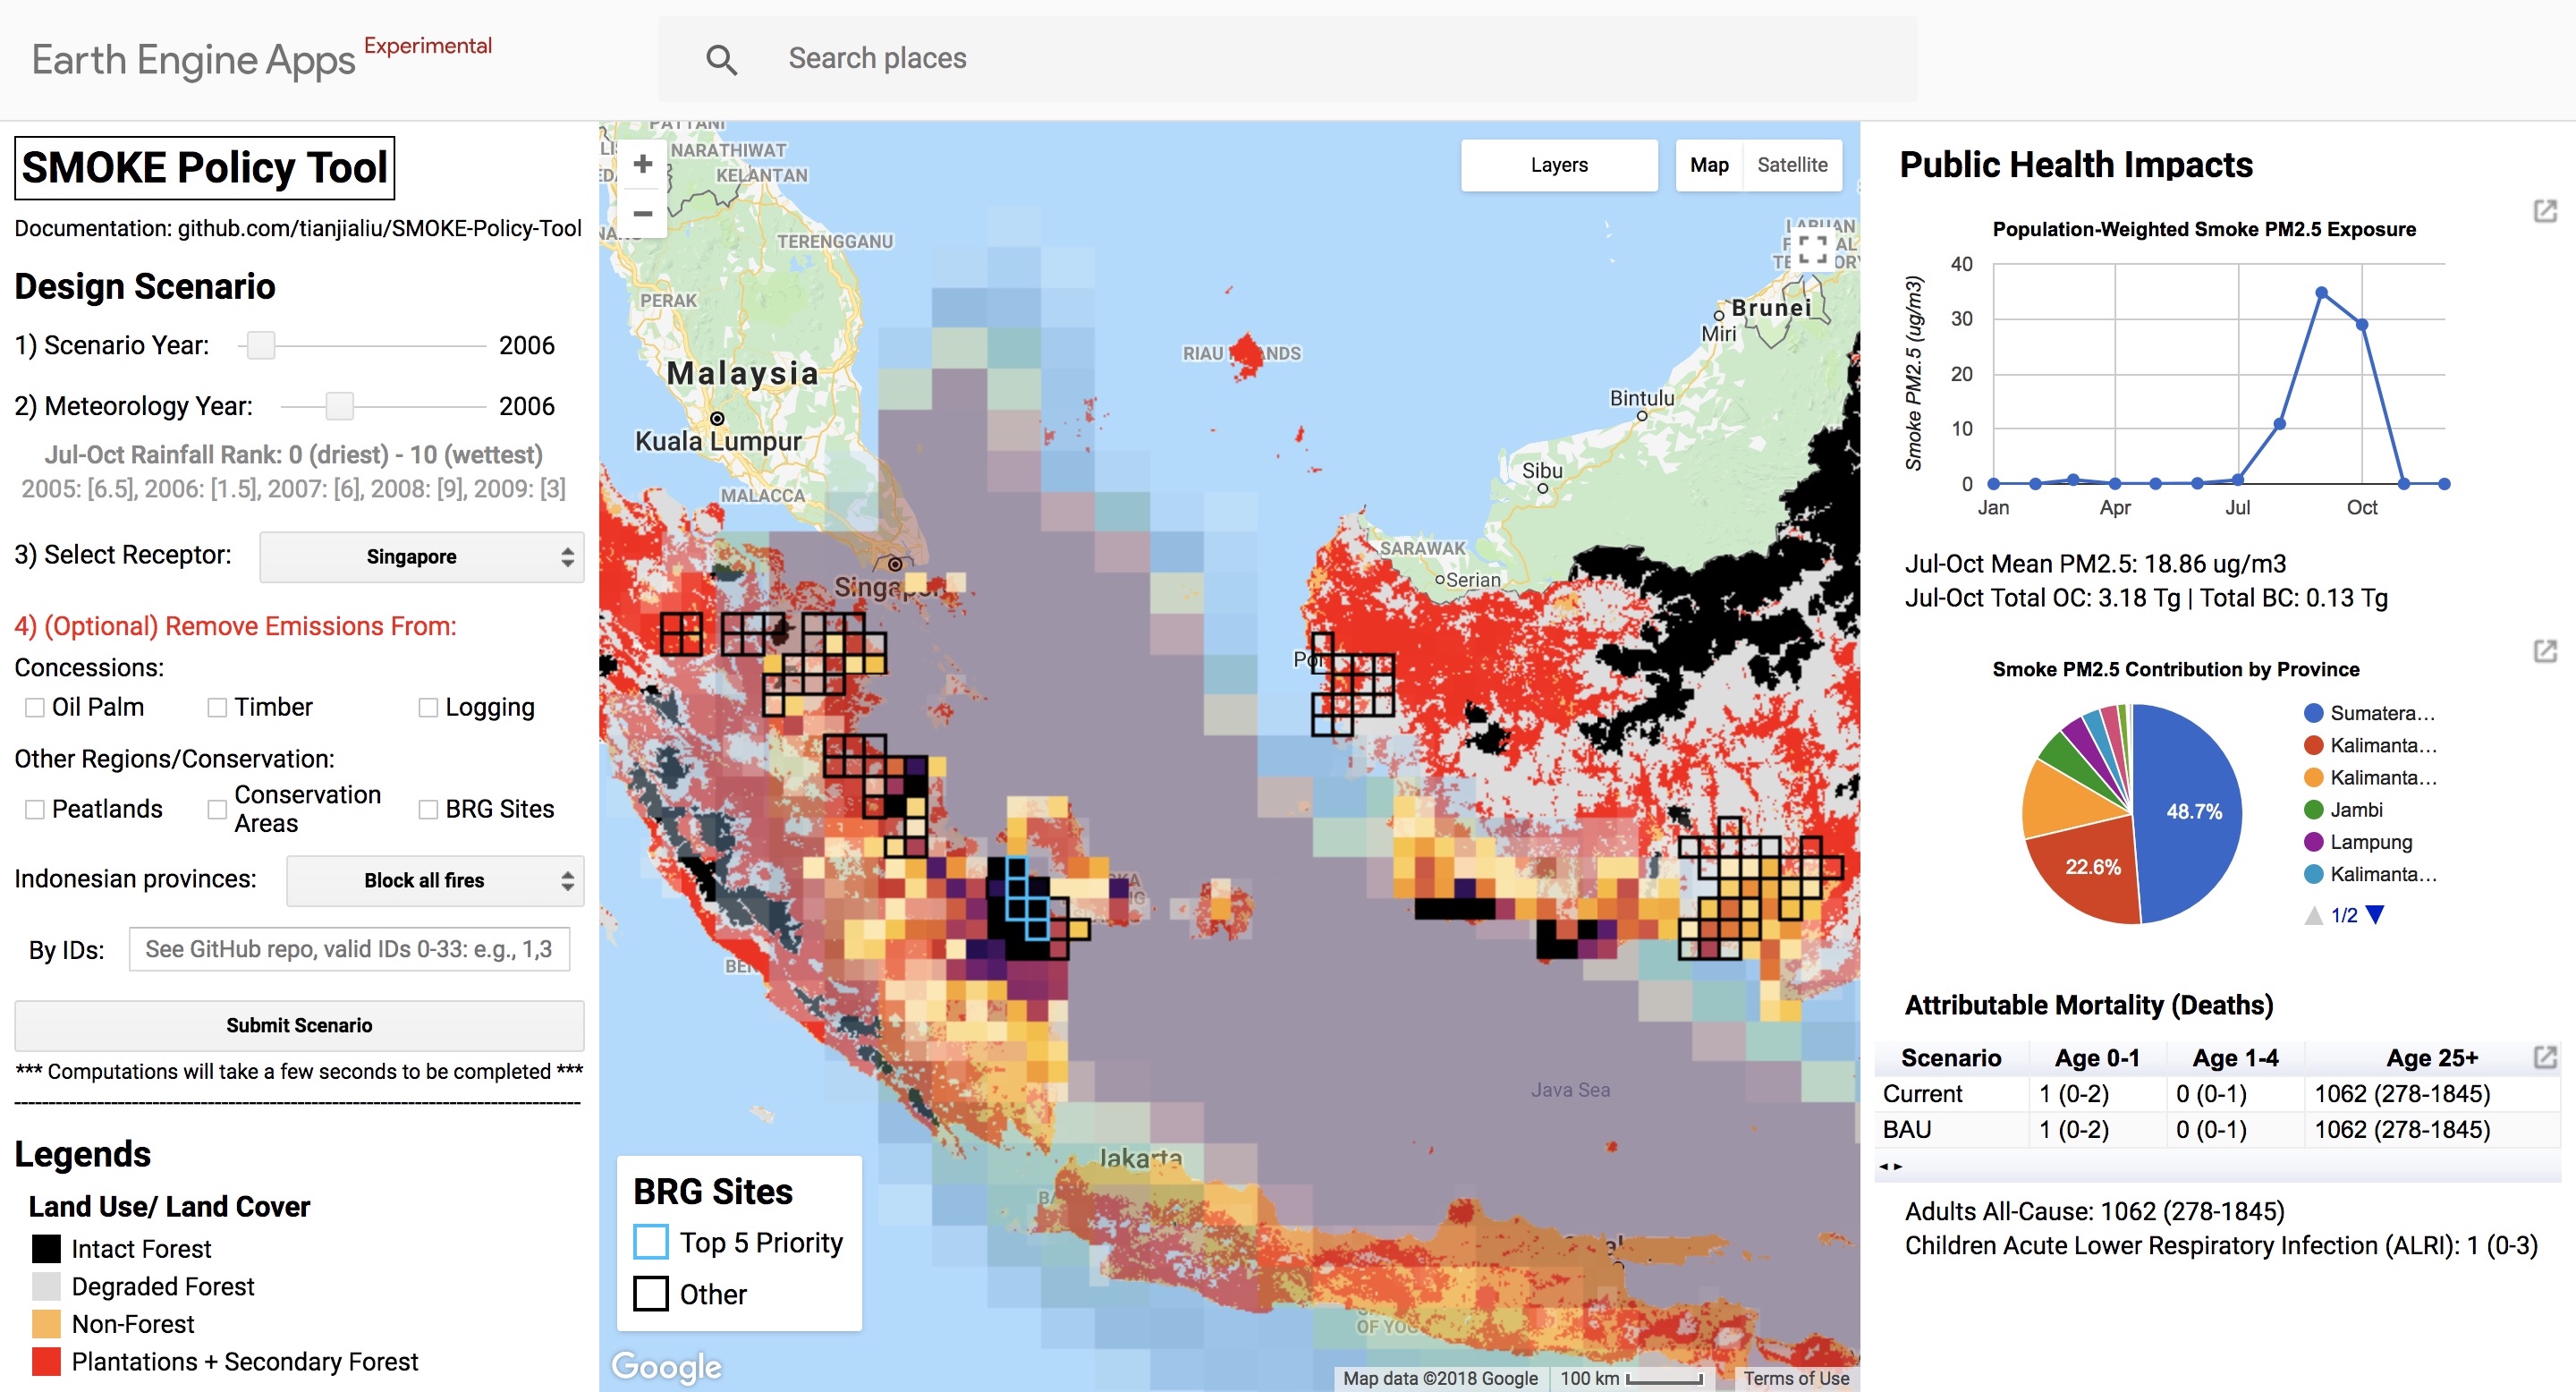 Earth Engine Apps Experimental
Search places
SMOKE Policy Tool
Documentation: github.com/tianjialiu/SMOKE-Policy-Tool
Design Scenario
1) Scenario Year: 2006
2) Meteorology Year: 2006
Jul-Oct Rainfall Rank: 0 (driest) - 10 (wettest)
2005: [6.5], 2006: [1.5], 2007: [6], 2008: [9], 2009: [3]
3) Select Receptor: Singapore
4) (Optional) Remove Emissions From:
Concessions:
Oil Palm Timber Logging
Other Regions/Conservation:
Peatlands Conservation Areas BRG Sites
Indonesian provinces: Block all fires
By IDs: See GitHub repo, valid IDs 0-33: e.g., 1,3
Submit Scenario
*** Computations will take a few seconds to be completed ***
Legends
Land Use/ Land Cover
Intact Forest
Degraded Forest
Non-Forest
Plantations + Secondary Forest
+
−
Layers
Map Satellite
PATTANI
NARATHIWAT
KELANTAN
TERENGGANU
PERAK
Malaysia
Kuala Lumpur
MALACCA
RIAU
Brunei
Miri
Bintulu
Sibu
SARAWAK
Serian
Java Sea
Jakarta
BRG Sites
Top 5 Priority
Other
Google
Map data ©2018 Google 100 km Terms of Use
Public Health Impacts
Population-Weighted Smoke PM2.5 Exposure
Smoke PM2.5 (ug/m3)
40
30
20
10
0
Jan Apr Jul Oct
Jul-Oct Mean PM2.5: 18.86 ug/m3
Jul-Oct Total OC: 3.18 Tg | Total BC: 0.13 Tg
Smoke PM2.5 Contribution by Province
48.7%
22.6%
Sumatera…
Kalimanta…
Kalimanta…
Jambi
Lampung
Kalimanta…
1/2
Attributable Mortality (Deaths)
Scenario Age 0-1 Age 1-4 Age 25+
Current 1 (0-2) 0 (0-1) 1062 (278-1845)
BAU 1 (0-2) 0 (0-1) 1062 (278-1845)
Adults All-Cause: 1062 (278-1845)
Children Acute Lower Respiratory Infection (ALRI): 1 (0-3)